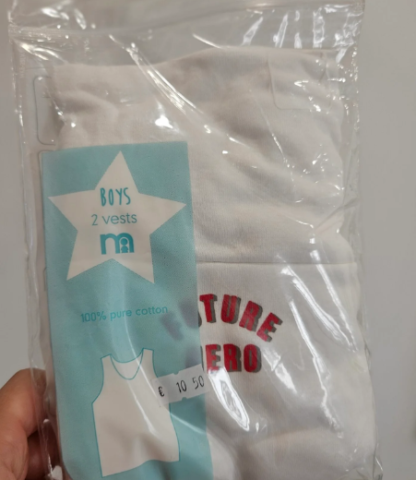 BOYS
2 vests
m
100% pure cotton
TURE
ERO
€ 10 50